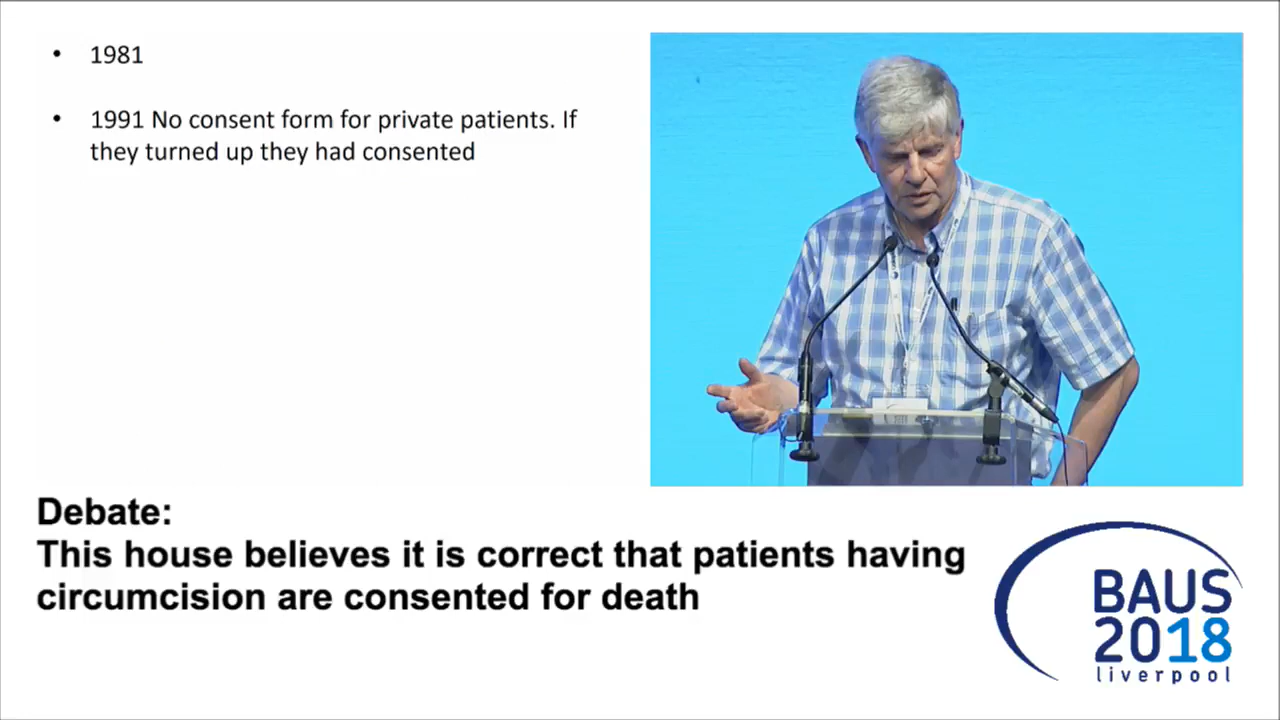 • 1981
• 1991 No consent form for private patients. If
they turned up they had consented
Debate:
This house believes it is correct that patients having
circumcision are consented for death
BAUS
2018
liverpool